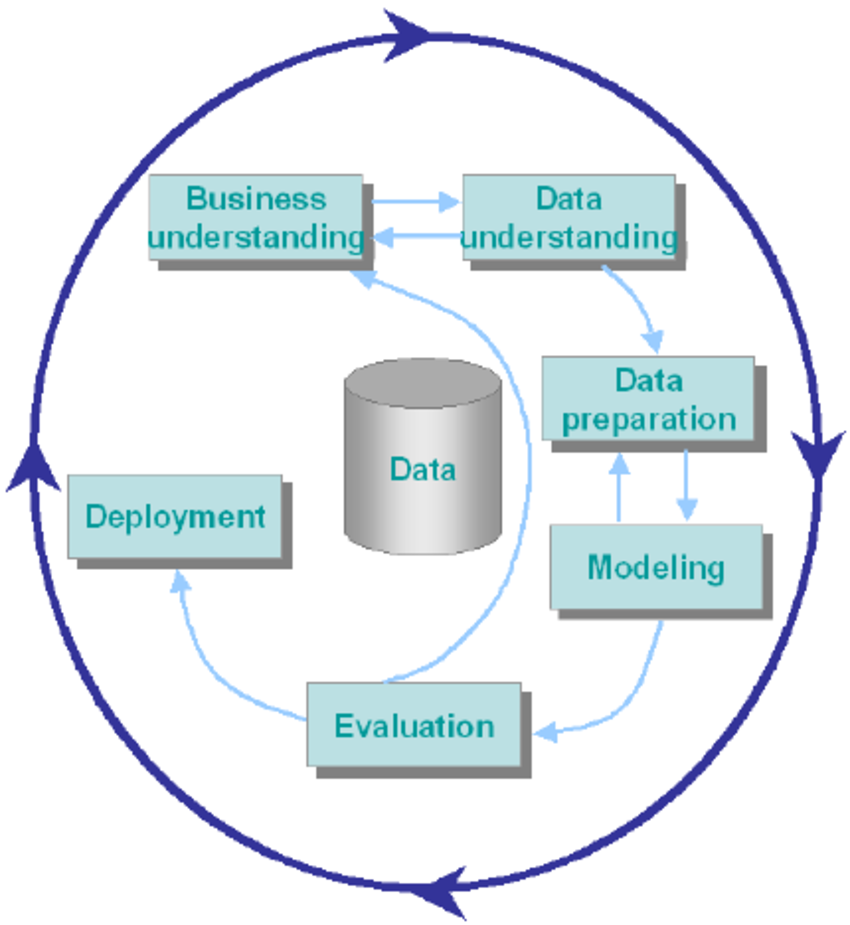 Business
understanding
Data
understanding
Data
preparation
Data
Deployment
Modeling
Evaluation